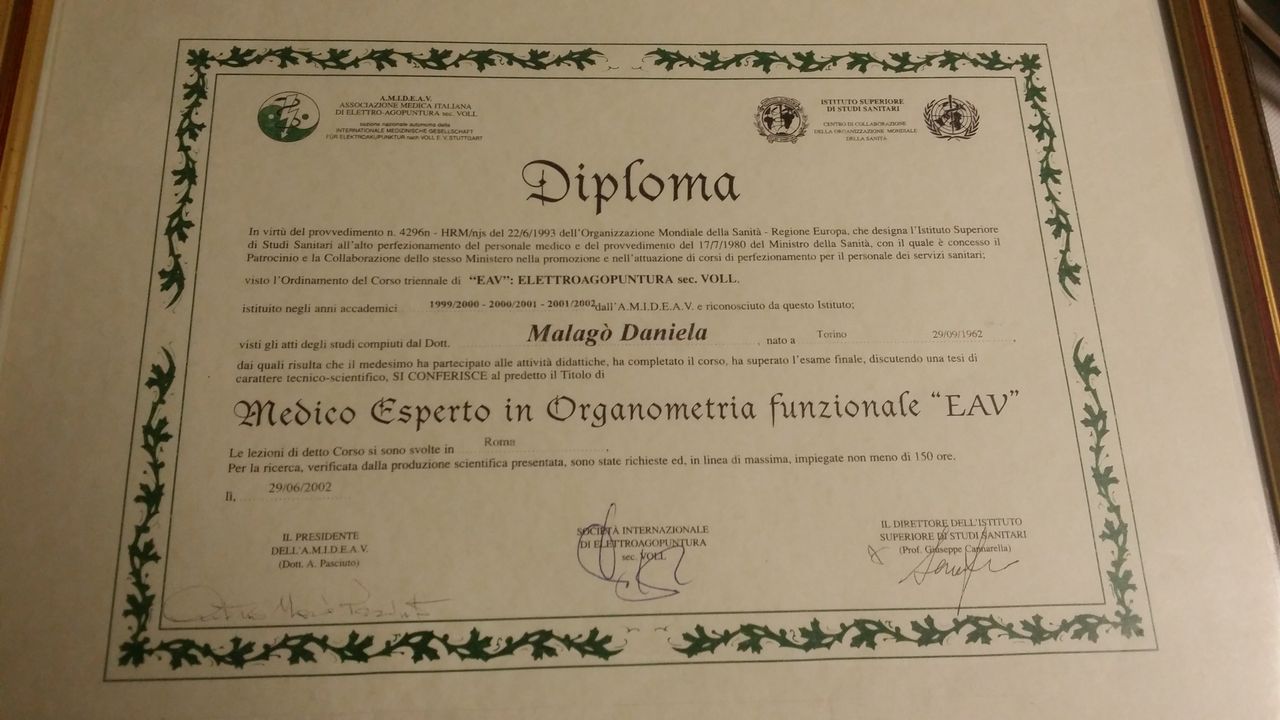 A.M.I.D.E.A.V.
ASSOCIAZIONE MEDICA ITALIANA
DI ELETTRO-AGOPUNTURA sec. VOLL
sezione nazionale autonoma della
INTERNATIONALE MEDIZINISCHE GESELLSCHAFT
FÜR ELEKTROAKUPUNKTUR nach VOLL E.V. STUTTGART
ISTITUTO SUPERIORE
DI STUDI SANITARI
CENTRO DI COLLABORAZIONE
DELLA ORGANIZZAZIONE MONDIALE
DELLA SANITÀ
Diploma
In virtù del provvedimento n. 4296n - HRM/njs del 22/6/1993 dell'Organizzazione Mondiale della Sanità - Regione Europa, che designa l'Istituto Superiore
di Studi Sanitari all'alto perfezionamento del personale medico e del provvedimento del 17/7/1980 del Ministro della Sanità, con il quale è concesso il
Patrocinio e la Collaborazione dello stesso Ministero nella promozione e nell'attuazione di corsi di perfezionamento per il personale dei servizi sanitari;
visto l'Ordinamento del Corso triennale di "EAV": ELETTROAGOPUNTURA sec. VOLL.
istituito negli anni accademici 1999/2000 - 2000/2001 - 2001/2002 dall'A.M.I.D.E.A.V. e riconosciuto da questo Istituto;
visti gli atti degli studi compiuti dal Dott. Malagò Daniela, nato a Torino 29/09/1962.
dai quali risulta che il medesimo ha partecipato alle attività didattiche, ha completato il corso, ha superato l'esame finale, discutendo una tesi di
carattere tecnico-scientifico, SI CONFERISCE al predetto il Titolo di
Medico Esperto in Organometria funzionale "EAV"
Le lezioni di detto Corso si sono svolte in Roma.
Per la ricerca, verificata dalla produzione scientifica presentata, sono state richieste ed, in linea di massima, impiegate non meno di 150 ore.
lì, 29/06/2002
IL PRESIDENTE
DELL'A.M.I.D.E.A.V.
(Dott. A. Pasciuto)
SOCIETÀ INTERNAZIONALE
DI ELETTROAGOPUNTURA
sec. VOLL
IL DIRETTORE DELL'ISTITUTO
SUPERIORE DI STUDI SANITARI
(Prof. Giuseppe Cannarella)